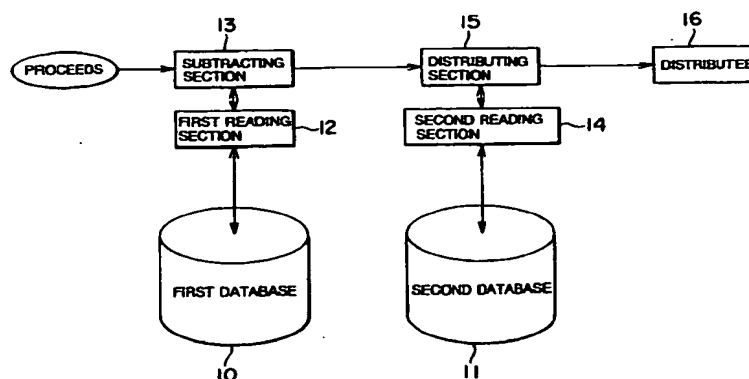 13
15
16
PROCEEDS
SUBTRACTING
SECTION
DISTRIBUTING
SECTION
DISTRIBUTEE
FIRST READING
SECTION
12
SECOND READING
SECTION
14
FIRST DATABASE
SECOND DATABASE
10
11